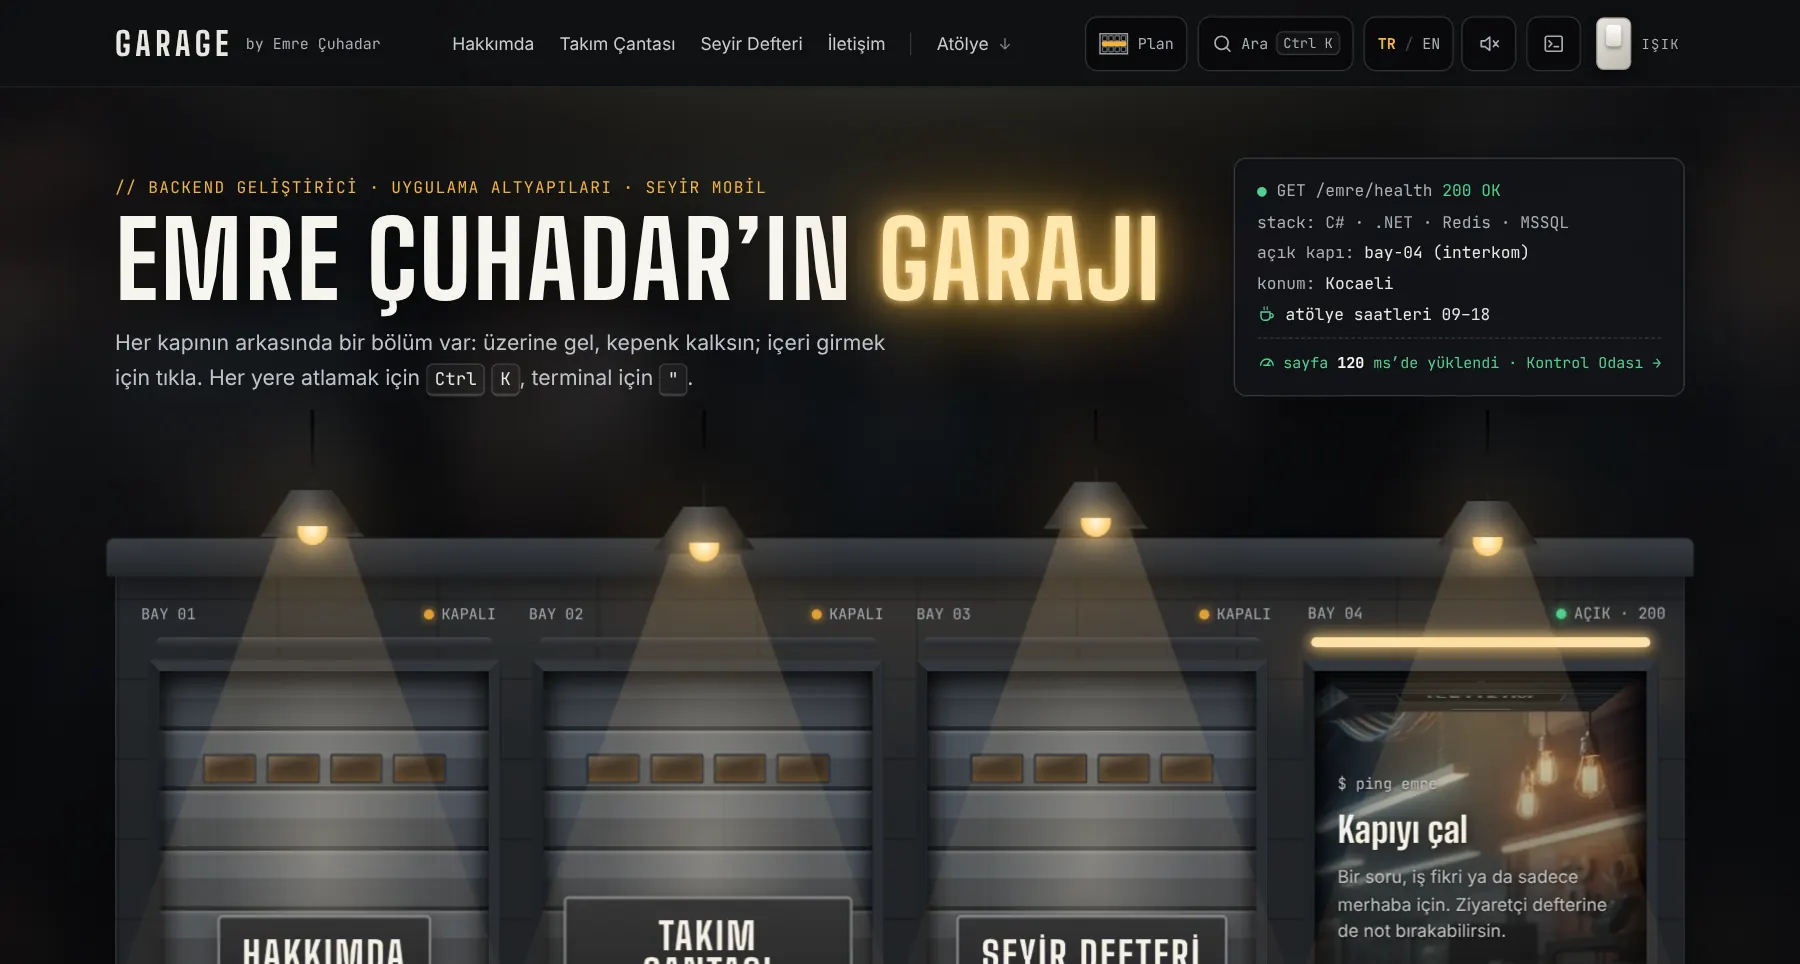 GARAGE by Emre Çuhadar
Hakkımda Takım Çantası Seyir Defteri İletişim Atölye ↓
Plan Ara Ctrl K TR / EN IŞIK
// BACKEND GELİŞTİRİCİ · UYGULAMA ALTYAPILARI · SEYİR MOBİL
EMRE ÇUHADAR’IN GARAJI
Her kapının arkasında bir bölüm var: üzerine gel, kepenk kalksın; içeri girmek
için tıkla. Her yere atlamak için Ctrl K, terminal için ".
GET /emre/health 200 OK
stack: C# · .NET · Redis · MSSQL
açık kapı: bay-04 (interkom)
konum: Kocaeli
atölye saatleri 09–18
sayfa 120 ms’de yüklendi · Kontrol Odası →
BAY 01 KAPALI
BAY 02 KAPALI
BAY 03 KAPALI
BAY 04 AÇIK · 200
HAKKIMDA
TAKIM
ÇANTASI
SEYİR DEFTERİ
$ ping emre
Kapıyı çal
Bir soru, iş fikri ya da sadece
merhaba için. Ziyaretçi defterine
de not bırakabilirsin.